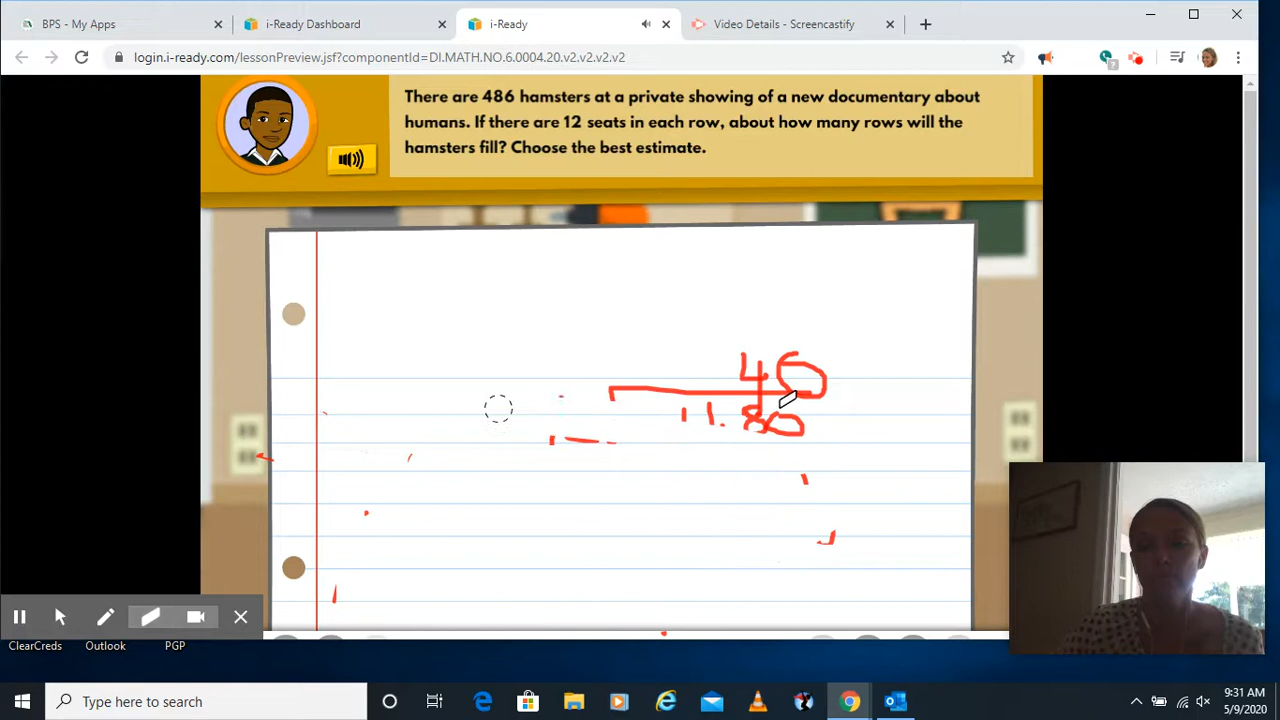 BPS - My Apps
i-Ready Dashboard
i-Ready
Video Details - Screencastify
login.i-ready.com/lessonPreview.jsf?componentId=DI.MATH.NO.6.0004.20.v2.v2.v2.v2
There are 486 hamsters at a private showing of a new documentary about
humans. If there are 12 seats in each row, about how many rows will the
hamsters fill? Choose the best estimate.
ClearCreds
Outlook
PGP
Type here to search
9:31 AM
5/9/2020